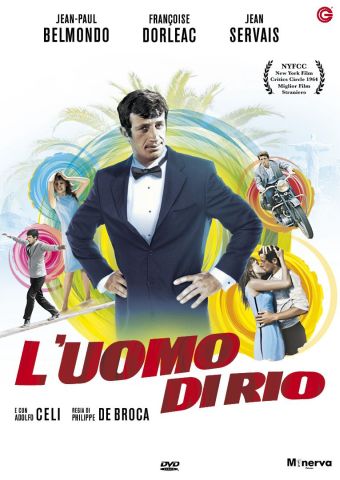 JEAN-PAUL
BELMONDO
FRANÇOISE
DORLEAC
JEAN
SERVAIS
G
NYFCC
New York Film
Critics Circle 1964
Miglior Film
Straniero
L'UOMO
DI RIO
E CON
ADOLFO CELI
REGIA DI
PHILIPPE DE BROCA
DVD
Minerva